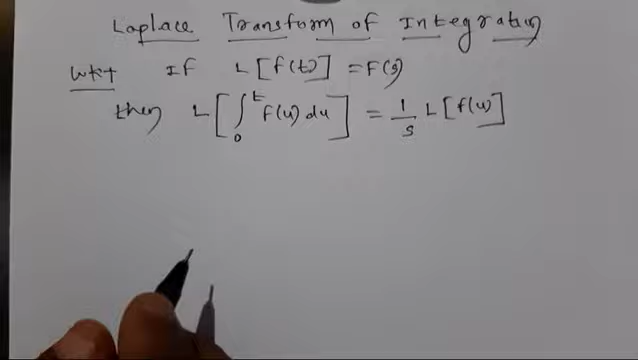 Laplace Transform of Integration
WKT If L[f(t)] = F(s)
then L[∫₀ᵗ f(u) du] = 1/s L[f(u)]